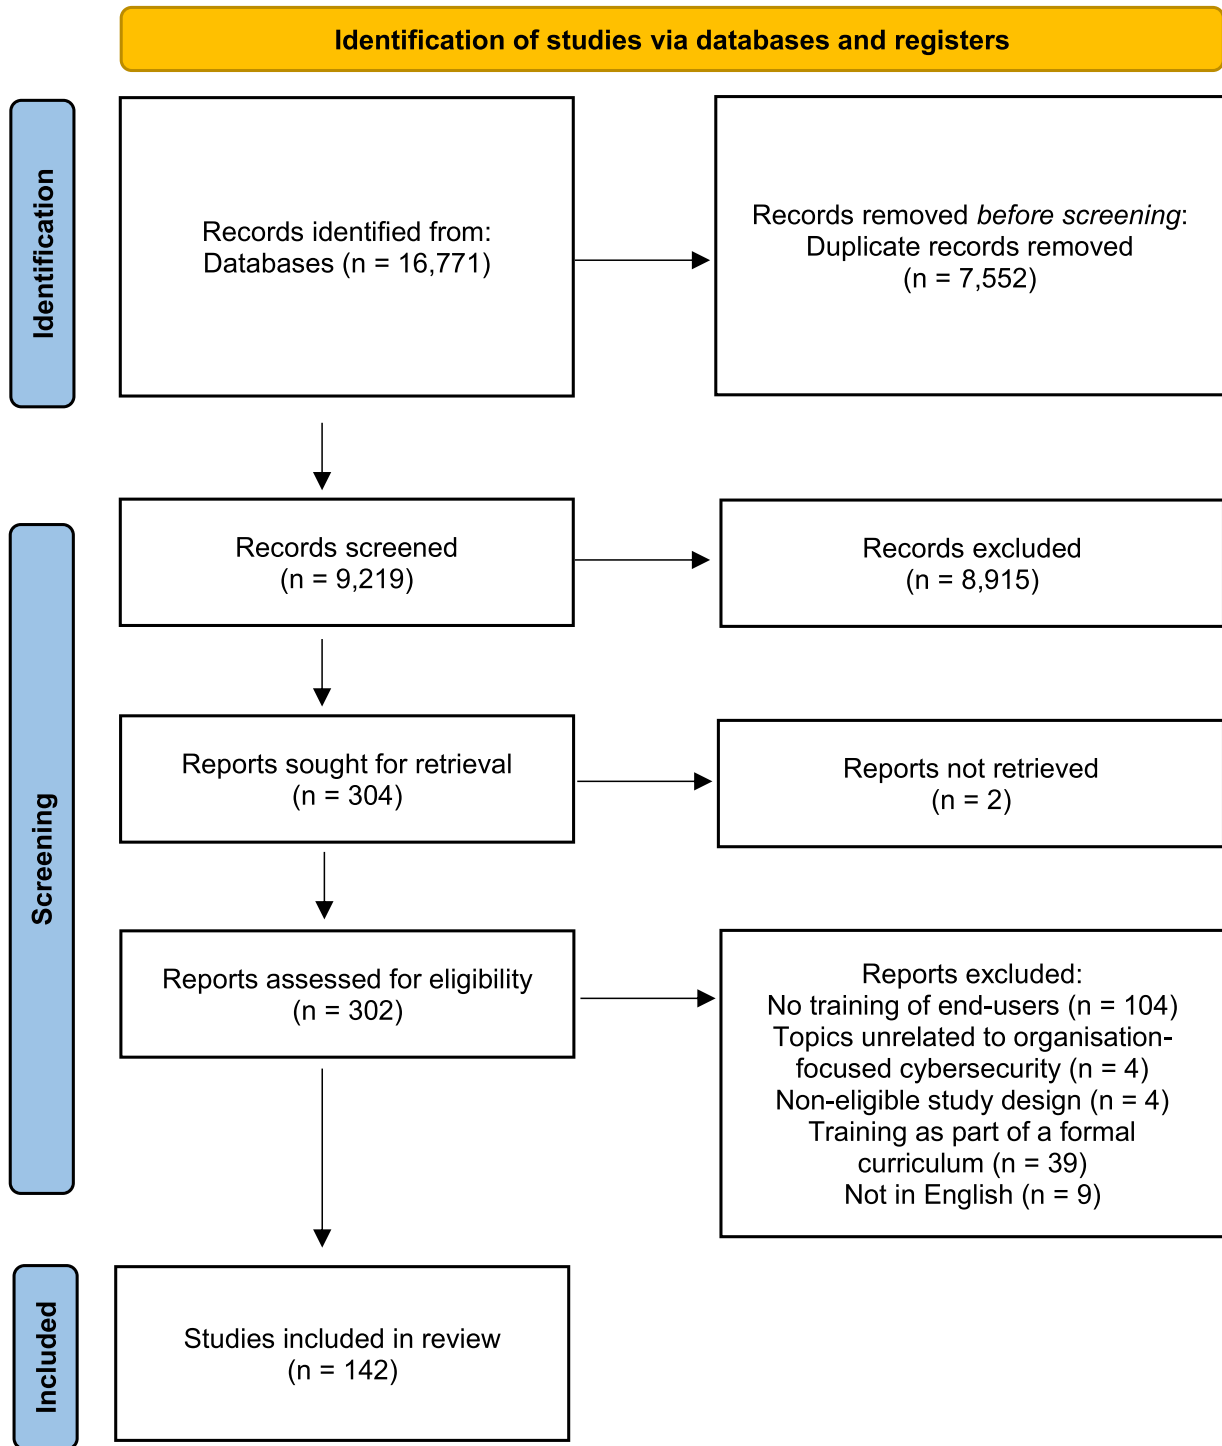 Identification of studies via databases and registers
Identification
Records identified from:
Databases (n = 16,771)
Records removed before screening:
Duplicate records removed
(n = 7,552)
Screening
Records screened
(n = 9,219)
Records excluded
(n = 8,915)
Reports sought for retrieval
(n = 304)
Reports not retrieved
(n = 2)
Reports assessed for eligibility
(n = 302)
Reports excluded:
No training of end-users (n = 104)
Topics unrelated to organisation-
focused cybersecurity (n = 4)
Non-eligible study design (n = 4)
Training as part of a formal
curriculum (n = 39)
Not in English (n = 9)
Included
Studies included in review
(n = 142)